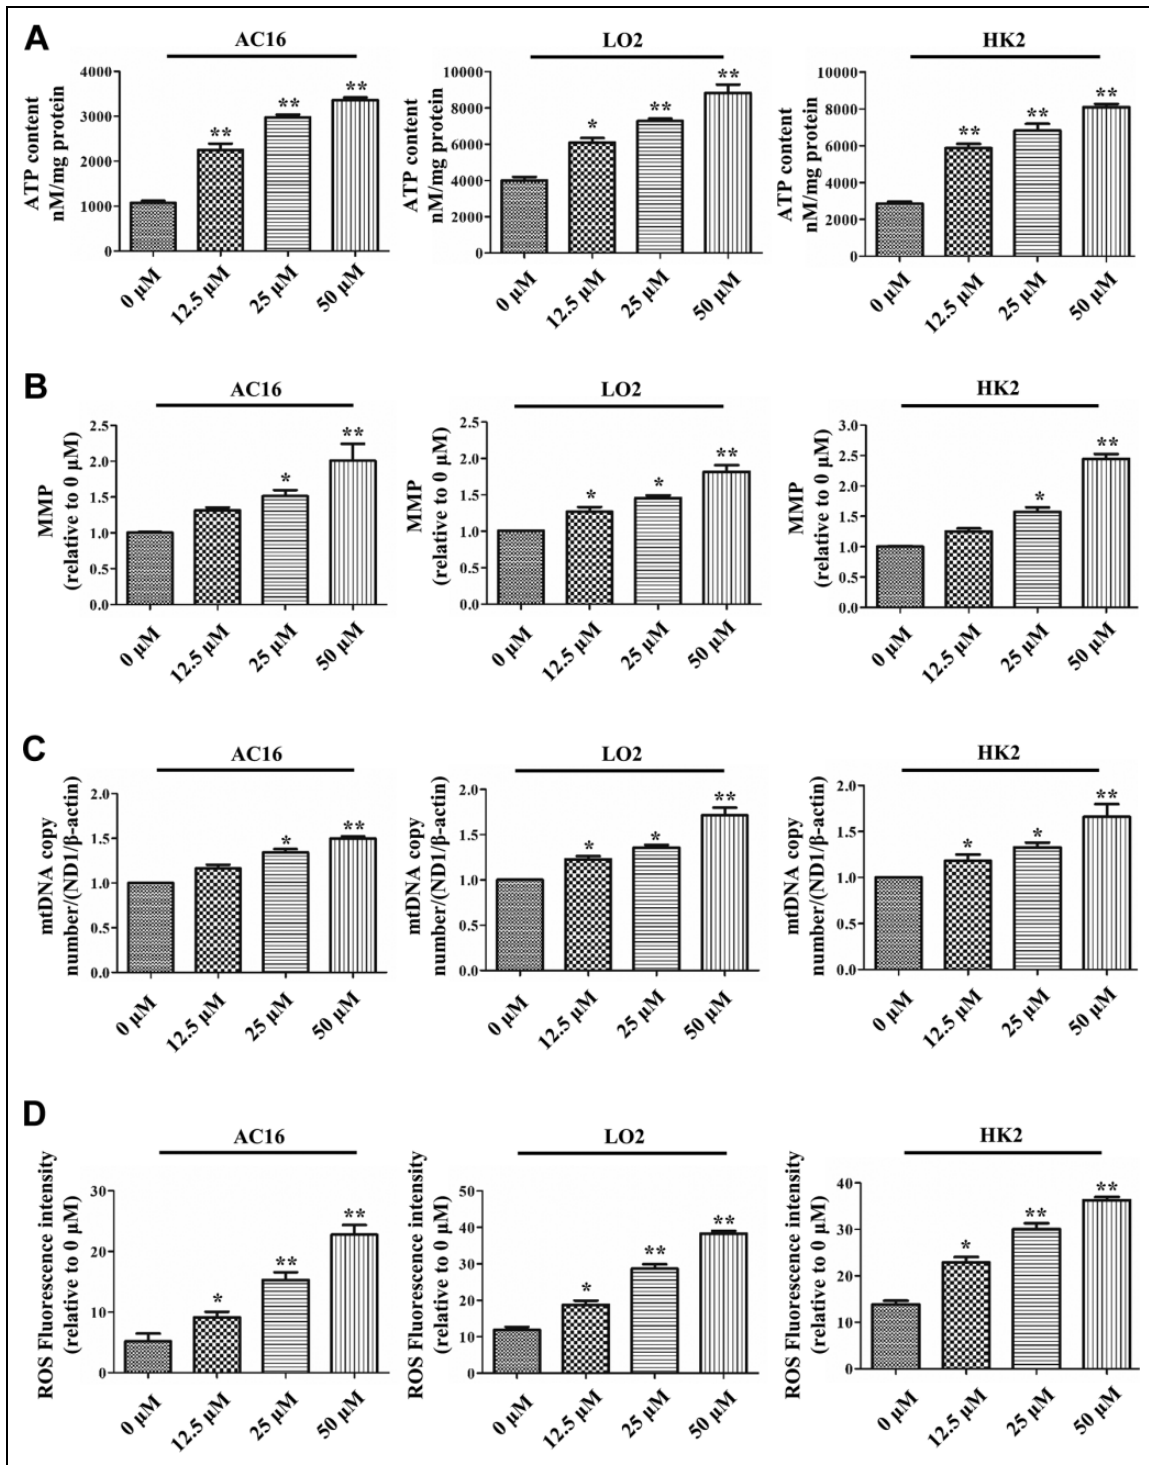 A
AC16
LO2
HK2
ATP content
nM/mg protein
4000
3000
2000
1000
0
**
**
**
0 µM
12.5 µM
25 µM
50 µM
ATP content
nM/mg protein
10000
8000
6000
4000
2000
0
*
**
**
0 µM
12.5 µM
25 µM
50 µM
ATP content
nM/mg protein
10000
8000
6000
4000
2000
0
**
**
**
0 µM
12.5 µM
25 µM
50 µM
B
AC16
LO2
HK2
MMP
(relative to 0 µM)
2.5
2.0
1.5
1.0
0.5
0.0
*
**
0 µM
12.5 µM
25 µM
50 µM
MMP
(relative to 0 µM)
2.5
2.0
1.5
1.0
0.5
0.0
*
*
**
0 µM
12.5 µM
25 µM
50 µM
MMP
(relative to 0 µM)
3.0
2.5
2.0
1.5
1.0
0.5
0.0
*
**
0 µM
12.5 µM
25 µM
50 µM
C
AC16
LO2
HK2
mtDNA copy
number/(ND1/β-actin)
2.0
1.5
1.0
0.5
0.0
*
**
0 µM
12.5 µM
25 µM
50 µM
mtDNA copy
number/(ND1/β-actin)
2.0
1.5
1.0
0.5
0.0
*
*
**
0 µM
12.5 µM
25 µM
50 µM
mtDNA copy
number/(ND1/β-actin)
2.0
1.5
1.0
0.5
0.0
*
*
**
0 µM
12.5 µM
25 µM
50 µM
D
AC16
LO2
HK2
ROS Fluorescence intensity
(relative to 0 µM)
30
20
10
0
*
**
**
0 µM
12.5 µM
25 µM
50 µM
ROS Fluorescence intensity
(relative to 0 µM)
50
40
30
20
10
0
*
**
**
0 µM
12.5 µM
25 µM
50 µM
ROS Fluorescence intensity
(relative to 0 µM)
40
30
20
10
0
*
**
**
0 µM
12.5 µM
25 µM
50 µM